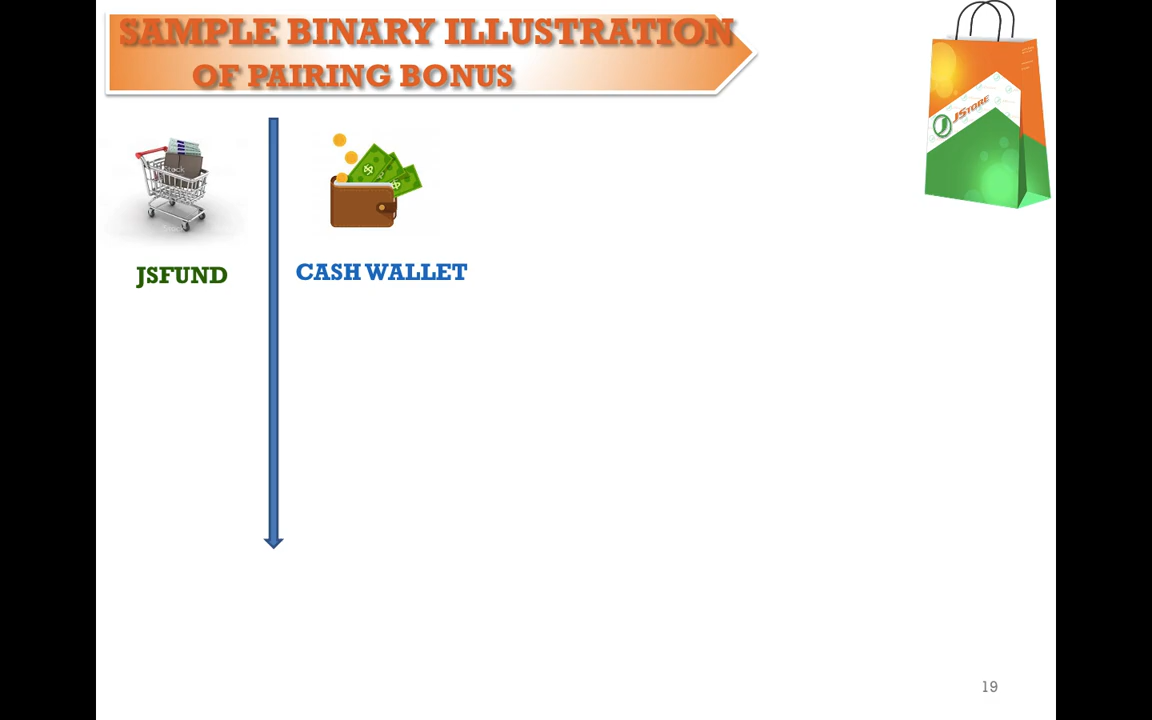 SAMPLE BINARY ILLUSTRATION
OF PAIRING BONUS
JSTORE
JSFUND
CASH WALLET
19